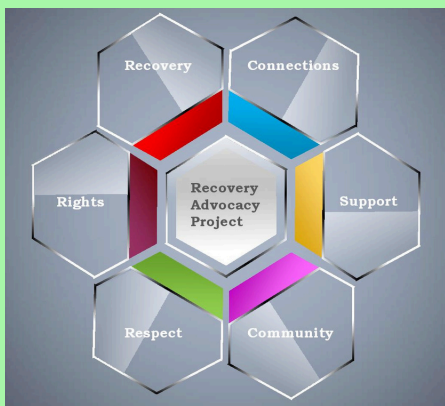 Recovery
Connections
Rights
Recovery
Advocacy
Project
Support
Respect
Community